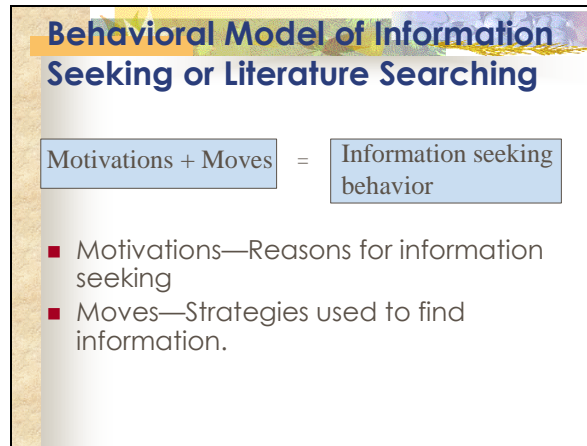 Behavioral Model of Information
Seeking or Literature Searching
Motivations + Moves = Information seeking
behavior
■ Motivations—Reasons for information
seeking
■ Moves—Strategies used to find
information.